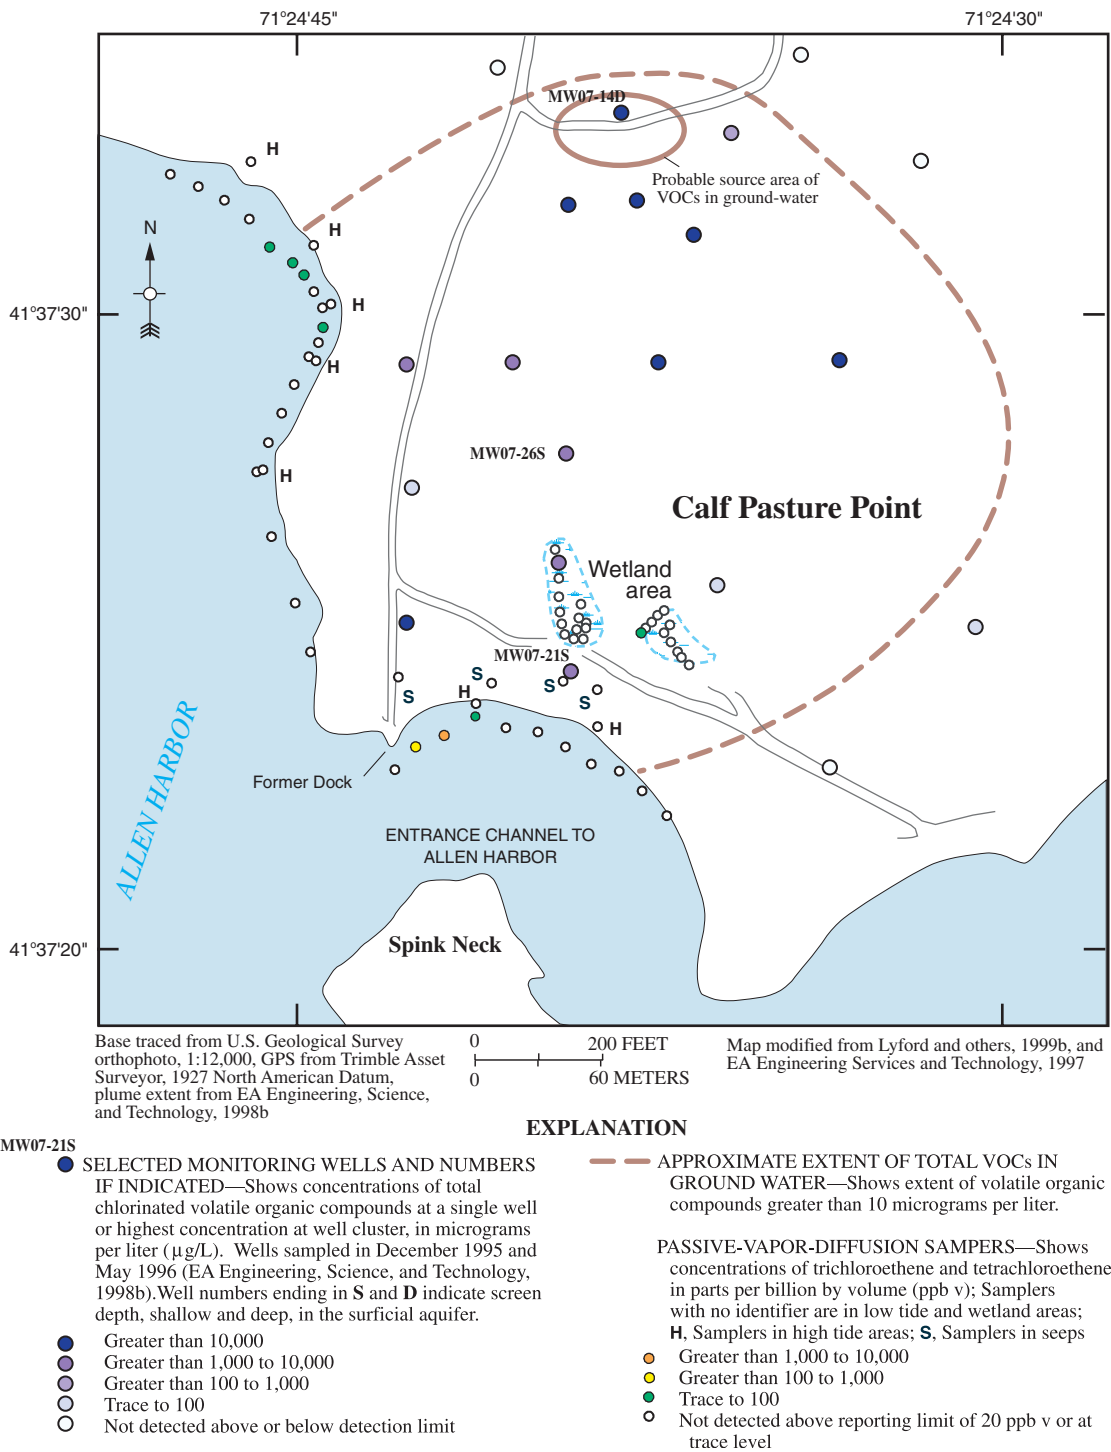 71°24'45"
71°24'30"
MW07-14D
H
Probable source area of
VOCs in ground-water
H
N
H
41°37'30"
H
MW07-26S
H
Calf Pasture Point
Wetland
area
MW07-21S
S
S
S
H
S
H
ALLEN HARBOR
Former Dock
ENTRANCE CHANNEL TO
ALLEN HARBOR
Spink Neck
41°37'20"
Base traced from U.S. Geological Survey
orthophoto, 1:12,000, GPS from Trimble Asset
Surveyor, 1927 North American Datum,
plume extent from EA Engineering, Science,
and Technology, 1998b
0 200 FEET
0 60 METERS
Map modified from Lyford and others, 1999b, and
EA Engineering Services and Technology, 1997
EXPLANATION
MW07-21S
SELECTED MONITORING WELLS AND NUMBERS
IF INDICATED—Shows concentrations of total
chlorinated volatile organic compounds at a single well
or highest concentration at well cluster, in micrograms
per liter (µg/L). Wells sampled in December 1995 and
May 1996 (EA Engineering, Science, and Technology,
1998b).Well numbers ending in S and D indicate screen
depth, shallow and deep, in the surficial aquifer.
Greater than 10,000
Greater than 1,000 to 10,000
Greater than 100 to 1,000
Trace to 100
Not detected above or below detection limit
APPROXIMATE EXTENT OF TOTAL VOCs IN
GROUND WATER—Shows extent of volatile organic
compounds greater than 10 micrograms per liter.
PASSIVE-VAPOR-DIFFUSION SAMPERS—Shows
concentrations of trichloroethene and tetrachloroethene
in parts per billion by volume (ppb v); Samplers
with no identifier are in low tide and wetland areas;
H, Samplers in high tide areas; S, Samplers in seeps
Greater than 1,000 to 10,000
Greater than 100 to 1,000
Trace to 100
Not detected above reporting limit of 20 ppb v or at
trace level